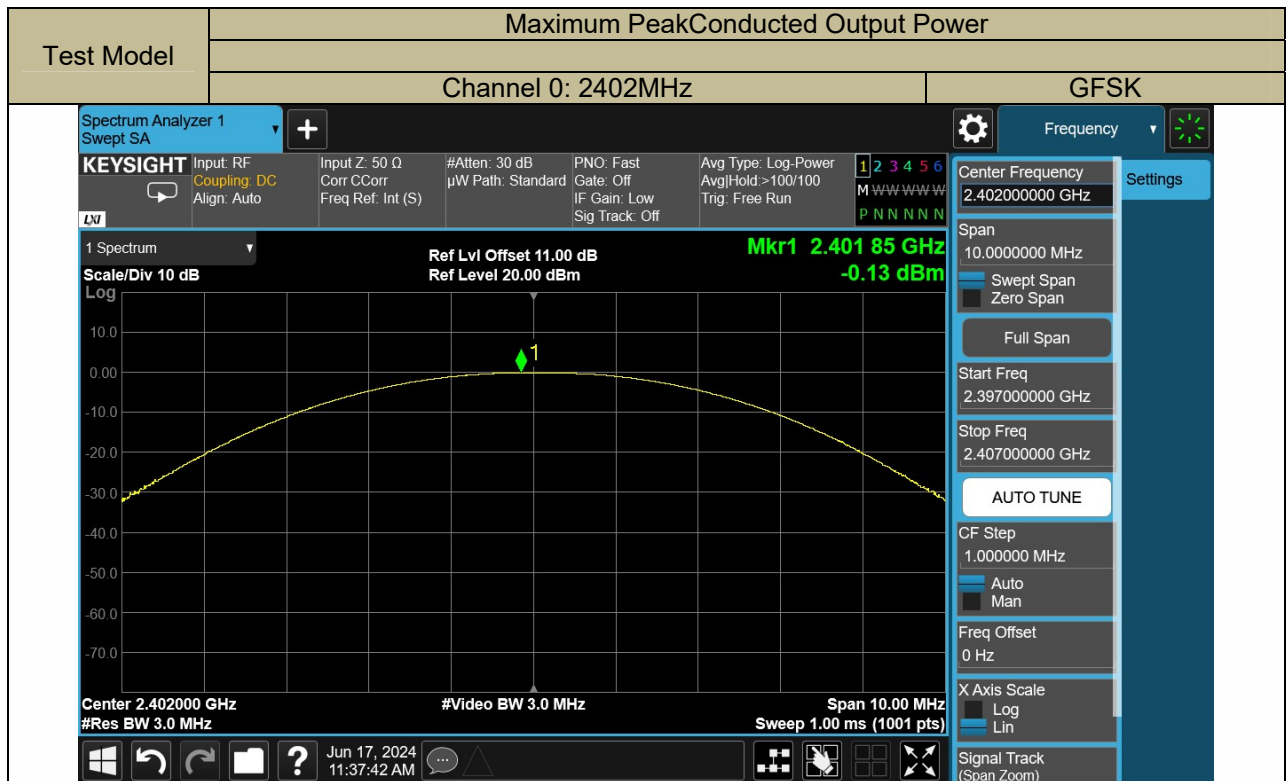 Test Model
Maximum PeakConducted Output Power
Channel 0: 2402MHz
GFSK
Spectrum Analyzer 1
Swept SA
+
Frequency
KEYSIGHT
LXI
Input: RF
Coupling: DC
Align: Auto
Input Z: 50 Ω
Corr CCorr
Freq Ref: Int (S)
#Atten: 30 dB
µW Path: Standard
PNO: Fast
Gate: Off
IF Gain: Low
Sig Track: Off
Avg Type: Log-Power
Avg|Hold:>100/100
Trig: Free Run
1 2 3 4 5 6
M W W W W W
P N N N N N
Center Frequency
2.402000000 GHz
Settings
1 Spectrum
Scale/Div 10 dB
Ref Lvl Offset 11.00 dB
Ref Level 20.00 dBm
Mkr1 2.401 85 GHz
-0.13 dBm
Log
10.0
0.00
-10.0
-20.0
-30.0
-40.0
-50.0
-60.0
-70.0
1
Center 2.402000 GHz
#Res BW 3.0 MHz
#Video BW 3.0 MHz
Span 10.00 MHz
Sweep 1.00 ms (1001 pts)
Span
10.0000000 MHz
Swept Span
Zero Span
Full Span
Start Freq
2.397000000 GHz
Stop Freq
2.407000000 GHz
AUTO TUNE
CF Step
1.000000 MHz
Auto
Man
Freq Offset
0 Hz
X Axis Scale
Log
Lin
Signal Track
(Span Zoom)
?
Jun 17, 2024
11:37:42 AM